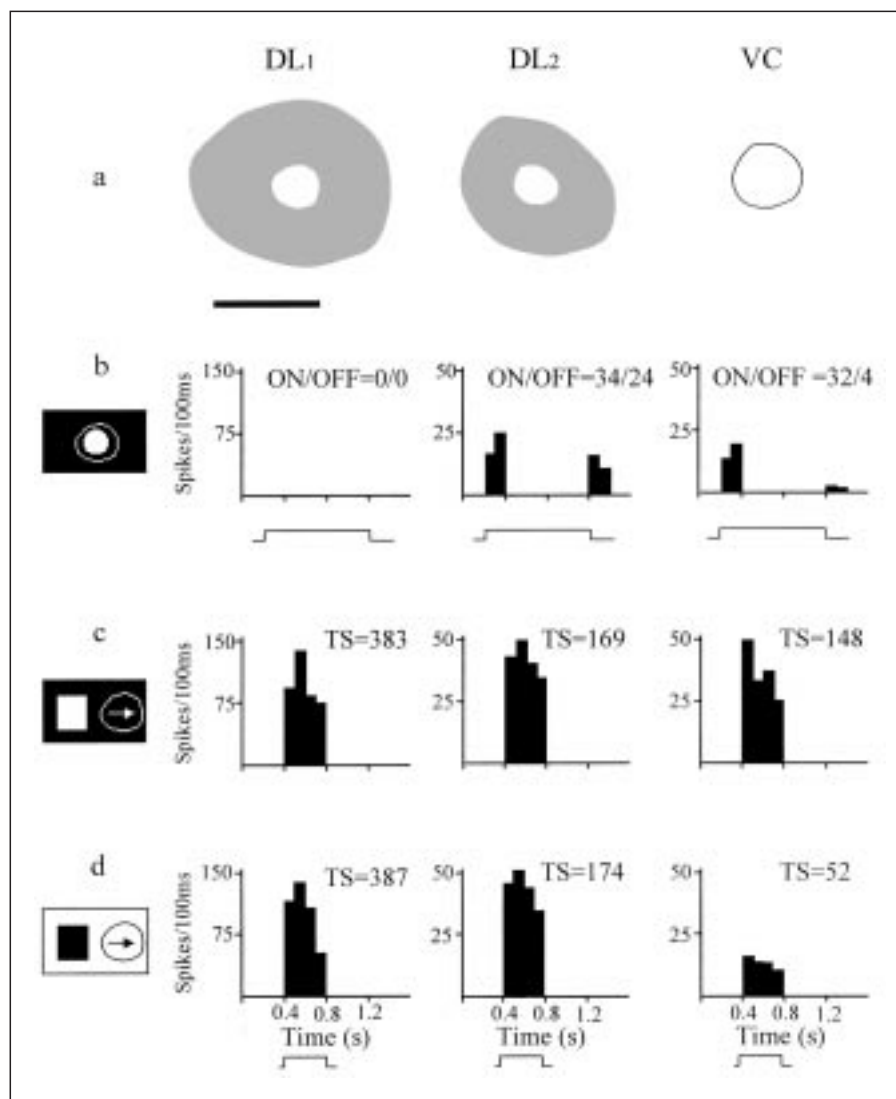 DL1 DL2 VC
a
b
Spikes/100ms
150
75
ON/OFF=0/0
50
25
ON/OFF=34/24
50
25
ON/OFF =32/4
c
Spikes/100ms
150
75
TS=383
50
25
TS=169
50
25
TS=148
d
Spikes/100ms
150
75
TS=387
50
25
TS=174
50
25
TS=52
0.4 0.8 1.2
Time (s)
0.4 0.8 1.2
Time (s)
0.4 0.8 1.2
Time (s)